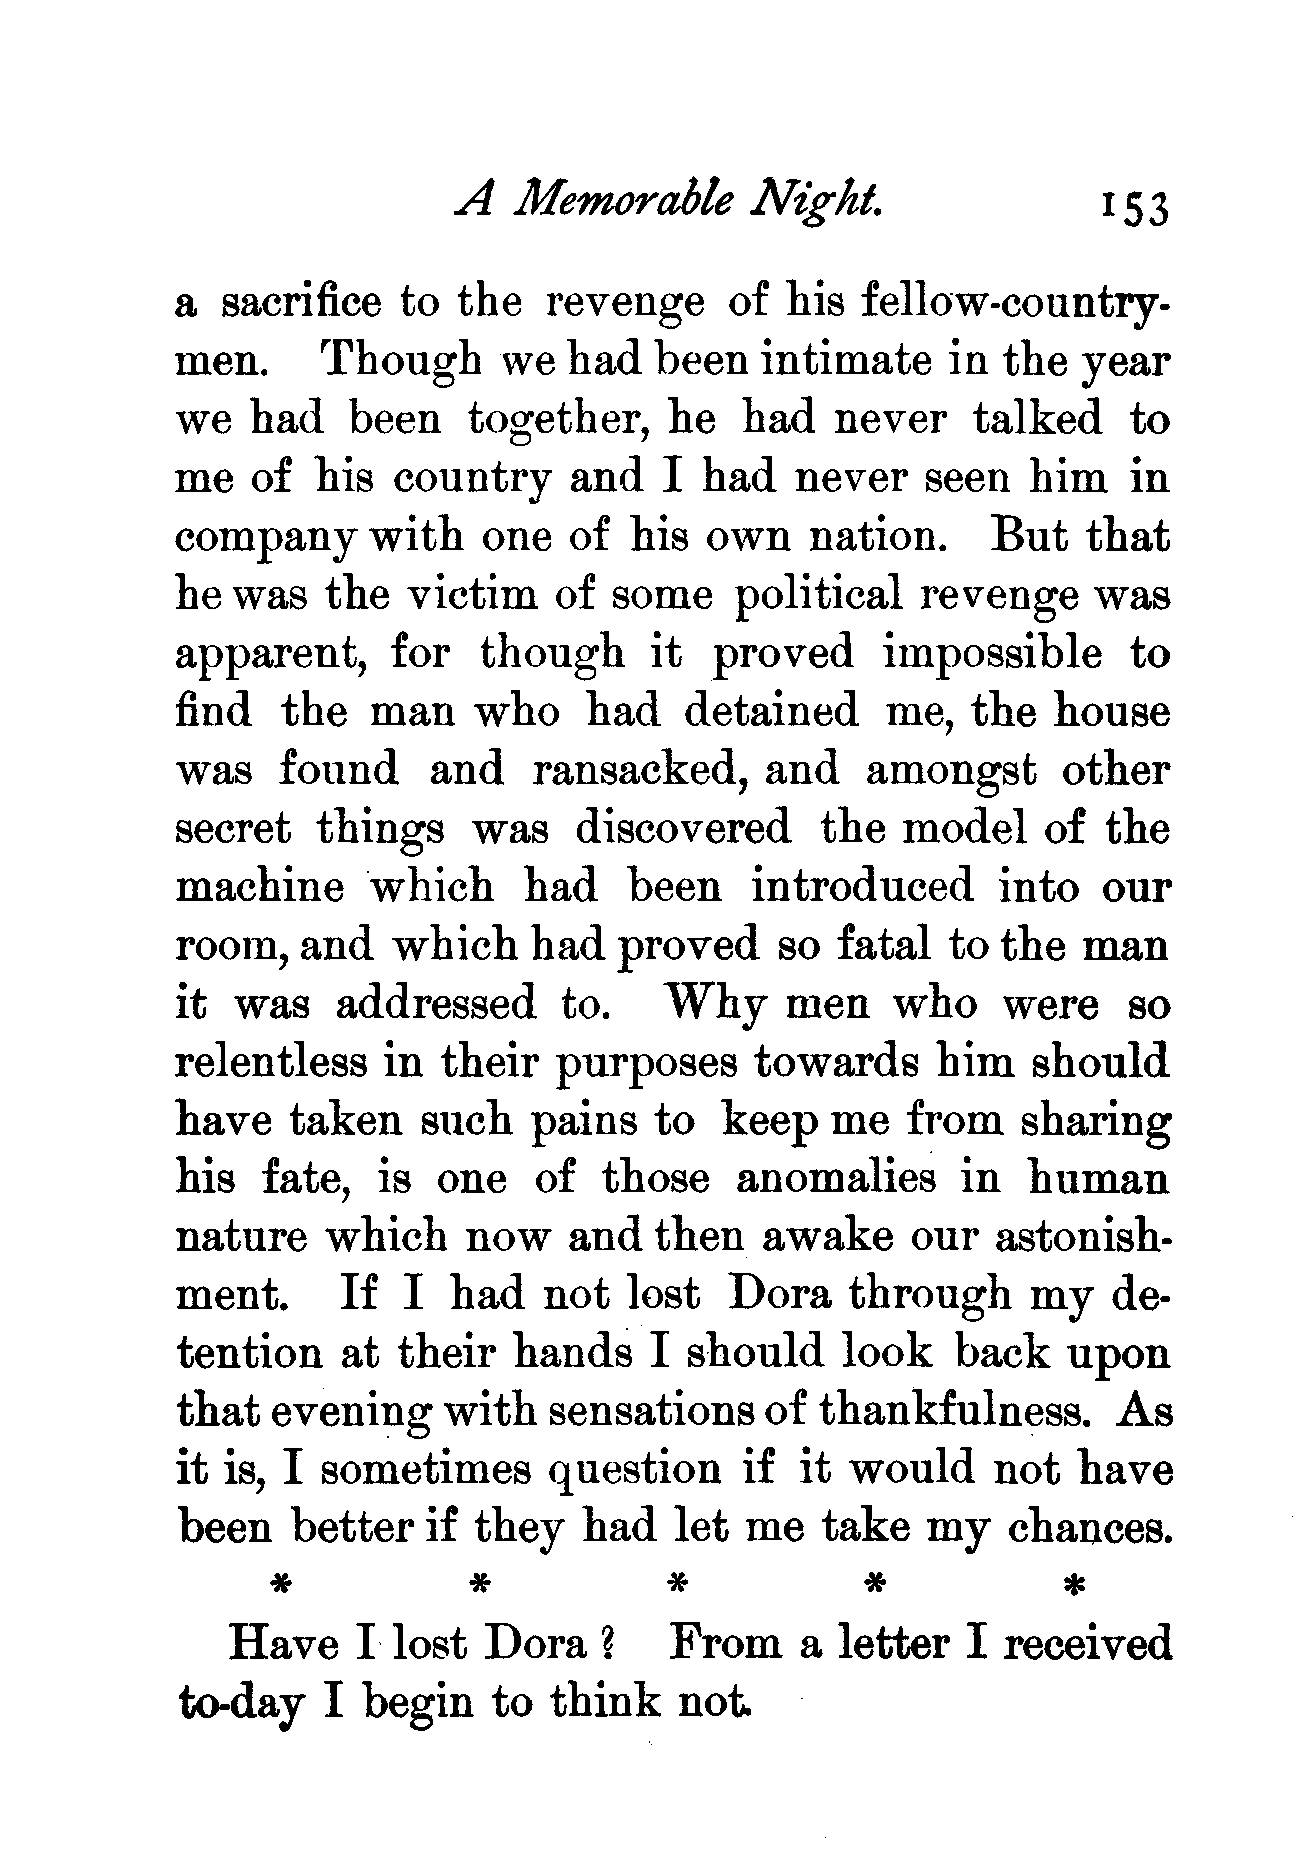 A Memorable Night. 153
a sacrifice to the revenge of his fellow-country-
men. Though we had been intimate in the year
we had been together, he had never talked to
me of his country and I had never seen him in
company with one of his own nation. But that
he was the victim of some political revenge was
apparent, for though it proved impossible to
find the man who had detained me, the house
was found and ransacked, and amongst other
secret things was discovered the model of the
machine which had been introduced into our
room, and which had proved so fatal to the man
it was addressed to. Why men who were so
relentless in their purposes towards him should
have taken such pains to keep me from sharing
his fate, is one of those anomalies in human
nature which now and then awake our astonish-
ment. If I had not lost Dora through my de-
tention at their hands I should look back upon
that evening with sensations of thankfulness. As
it is, I sometimes question if it would not have
been better if they had let me take my chances.
* * * * *
Have I lost Dora ? From a letter I received
to-day I begin to think not.